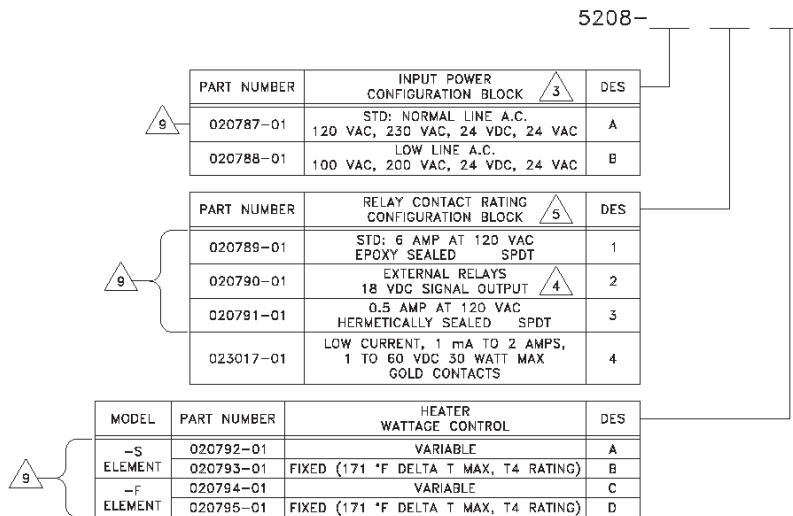 5208-
PART NUMBER INPUT POWER CONFIGURATION BLOCK 3 DES
9 020787-01 STD: NORMAL LINE A.C. A
120 VAC, 230 VAC, 24 VDC, 24 VAC
020788-01 LOW LINE A.C. B
100 VAC, 200 VAC, 24 VDC, 24 VAC
PART NUMBER RELAY CONTACT RATING CONFIGURATION BLOCK 5 DES
020789-01 STD: 6 AMP AT 120 VAC 1
EPOXY SEALED SPDT
9 020790-01 EXTERNAL RELAYS 2
18 VDC SIGNAL OUTPUT 4
020791-01 0.5 AMP AT 120 VAC 3
HERMETICALLY SEALED SPDT
023017-01 LOW CURRENT, 1 mA TO 2 AMPS, 4
1 TO 60 VDC 30 WATT MAX
GOLD CONTACTS
MODEL PART NUMBER HEATER WATTAGE CONTROL DES
9 -S ELEMENT 020792-01 VARIABLE A
020793-01 FIXED (171 °F DELTA T MAX, T4 RATING) B
-F ELEMENT 020794-01 VARIABLE C
020795-01 FIXED (171 °F DELTA T MAX, T4 RATING) D